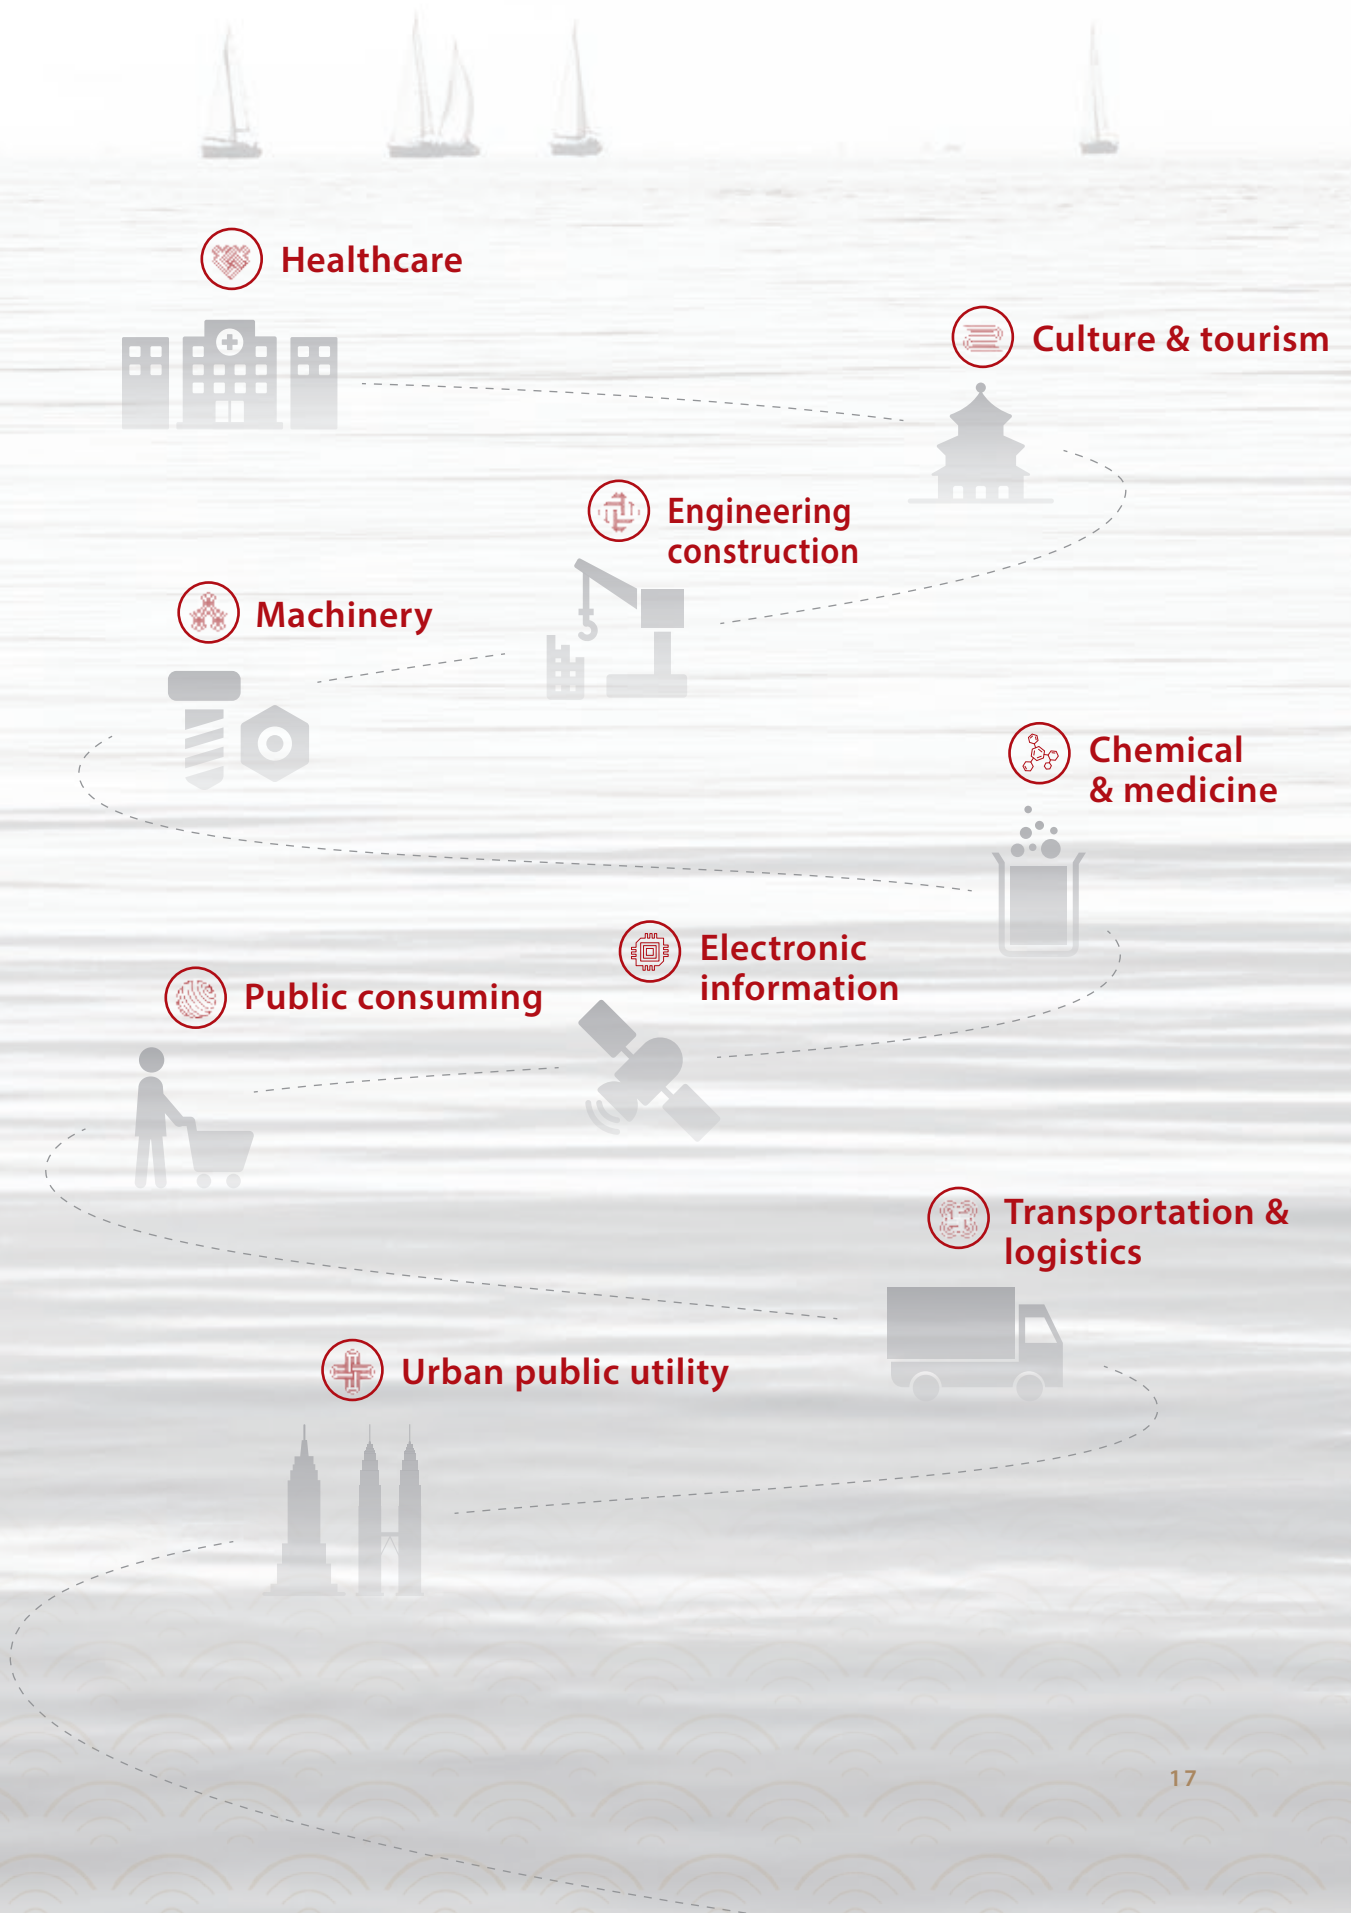 Healthcare
Culture & tourism
Engineering
construction
Machinery
Chemical
& medicine
Electronic
information
Public consuming
Transportation &
logistics
Urban public utility
17